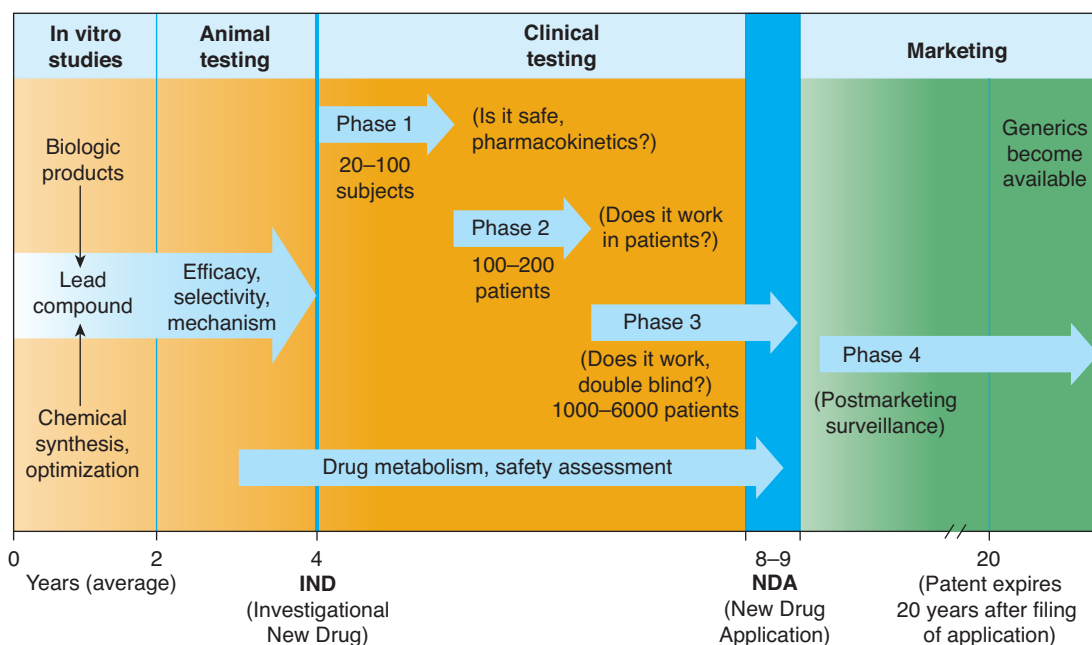 In vitro
studies
Animal
testing
Clinical
testing
Marketing
Biologic
products
Lead
compound
Chemical
synthesis,
optimization
Efficacy,
selectivity,
mechanism
Phase 1
20–100
subjects
(Is it safe,
pharmacokinetics?)
Phase 2
100–200
patients
(Does it work
in patients?)
Phase 3
(Does it work,
double blind?)
1000–6000 patients
Drug metabolism, safety assessment
Phase 4
(Postmarketing
surveillance)
Generics
become
available
0
2
4
8–9
20
Years (average)
IND
(Investigational
New Drug)
NDA
(New Drug
Application)
(Patent expires
20 years after filing
of application)